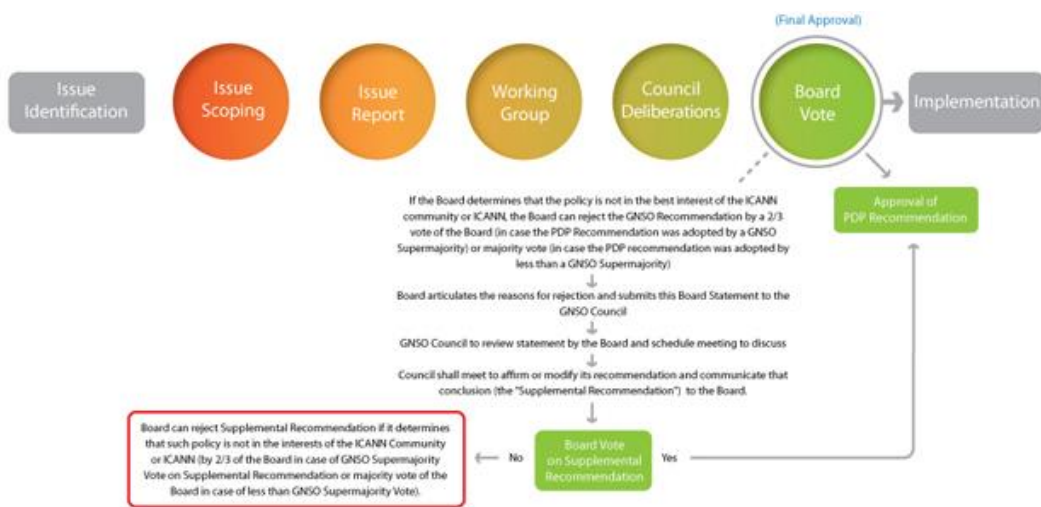 (Final Approval)
Issue
Identification
Issue
Scoping
Issue
Report
Working
Group
Council
Deliberations
Board
Vote
Implementation
If the Board determines that the policy is not in the best interest of the ICANN
community or ICANN, the Board can reject the GNSO Recommendation by a 2/3
vote of the Board (in case the PDP Recommendation was adopted by a GNSO
Supermajority) or majority vote (in case the PDP recommendation was adopted by
less than a GNSO Supermajority)
Approval of
PDP Recommendation
Board articulates the reasons for rejection and submits this Board Statement to the
GNSO Council
GNSO Council to review statement by the Board and schedule meeting to discuss
Council shall meet to affirm or modify its recommendation and communicate that
conclusion (the "Supplemental Recommendation") to the Board.
Board can reject Supplemental Recommendation if it determines
that such policy is not in the interests of the ICANN Community
or ICANN (by 2/3 of the Board in case of GNSO Supermajority
Vote on Supplemental Recommendation or majority vote of the
Board in case of less than GNSO Supermajority Vote).
No
Board Vote
on Supplemental
Recommendation
Yes